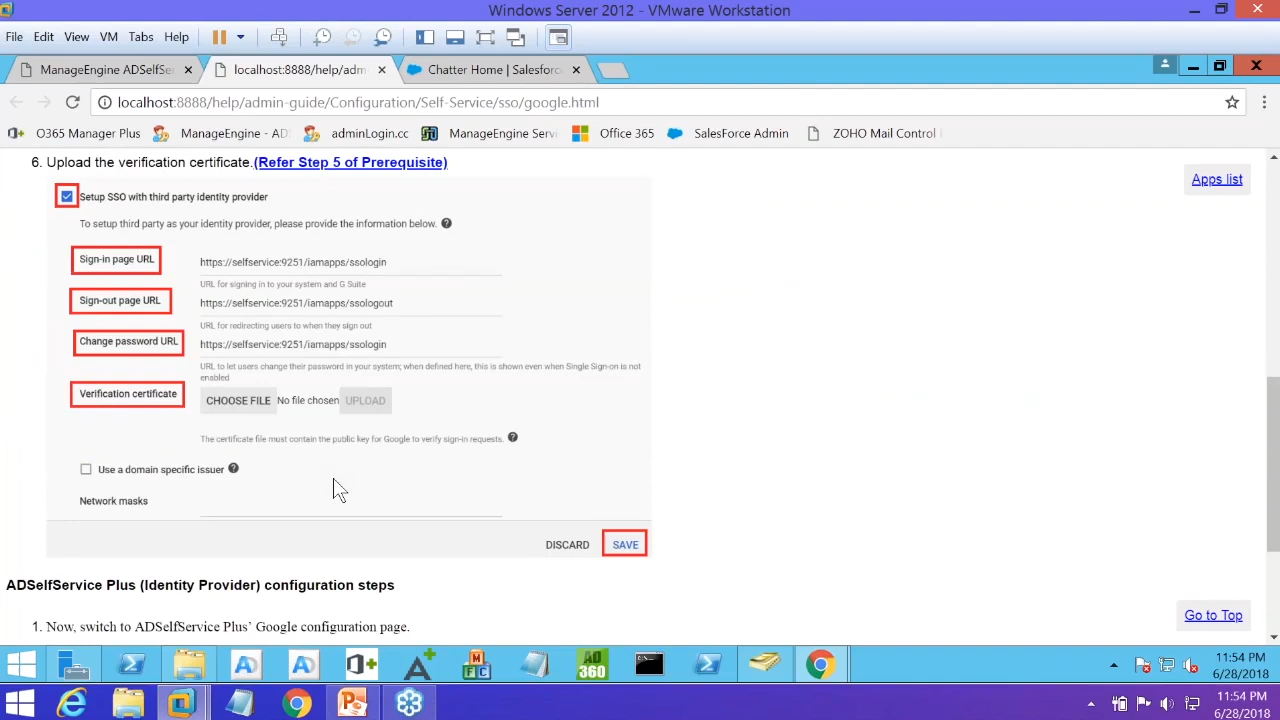 Windows Server 2012 - VMware Workstation
File Edit View VM Tabs Help
ManageEngine ADSelfSe
localhost:8888/help/adm
Chatter Home | Salesforc
localhost:8888/help/admin-guide/Configuration/Self-Service/sso/google.html
O365 Manager Plus
ManageEngine - AD
adminLogin.cc
ManageEngine Serv
Office 365
SalesForce Admin
ZOHO Mail Control
6. Upload the verification certificate.(Refer Step 5 of Prerequisite)
Apps list
Setup SSO with third party identity provider
To setup third party as your identity provider, please provide the information below.
Sign-in page URL
https://selfservice:9251/iamapps/ssologin
URL for signing in to your system and G Suite
Sign-out page URL
https://selfservice:9251/iamapps/ssologout
URL for redirecting users to when they sign out
Change password URL
https://selfservice:9251/iamapps/ssologin
URL to let users change their password in your system; when defined here, this is shown even when Single Sign-on is not
enabled
Verification certificate
CHOOSE FILE No file chosen UPLOAD
The certificate file must contain the public key for Google to verify sign-in requests.
Use a domain specific issuer
Network masks
DISCARD SAVE
ADSelfService Plus (Identity Provider) configuration steps
Go to Top
1. Now, switch to ADSelfService Plus' Google configuration page.
AD
360
11:54 PM
6/28/2018
11:54 PM
6/28/2018